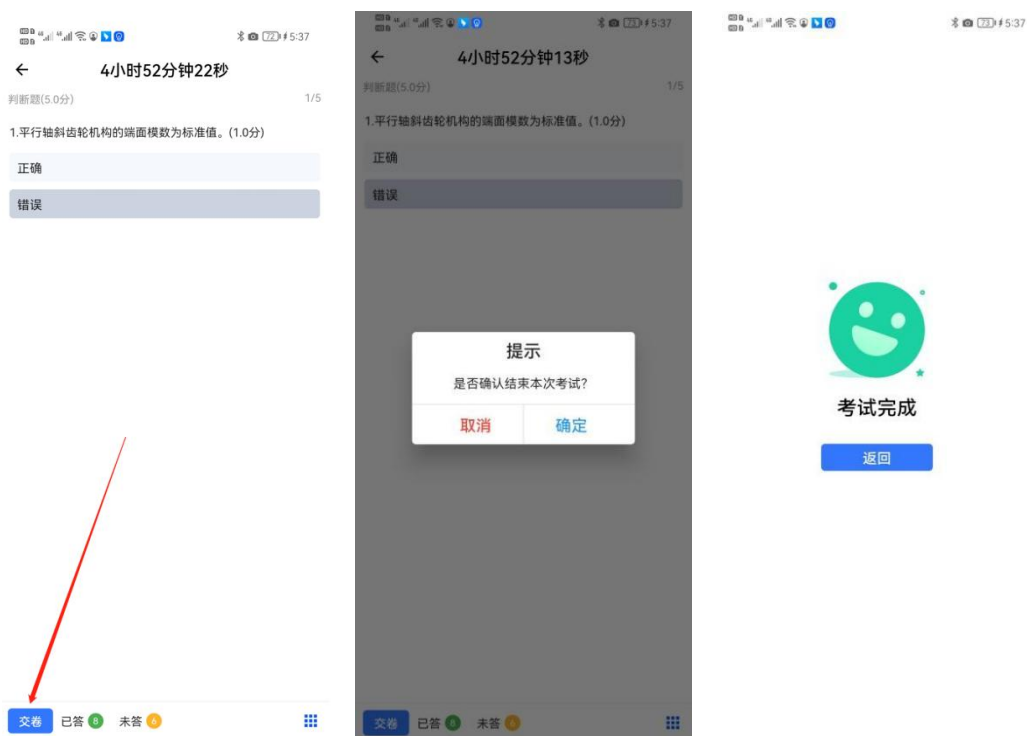 72
5:37
4小时52分钟22秒
判断题(5.0分)
1/5
1.平行轴斜齿轮机构的端面模数为标准值。(1.0分)
正确
错误
交卷
已答 8
未答 6
73
5:37
4小时52分钟13秒
判断题(5.0分)
1/5
1.平行轴斜齿轮机构的端面模数为标准值。(1.0分)
正确
错误
提示
是否确认结束本次考试?
取消
确定
交卷
已答 8
未答 6
5:37
考试完成
返回